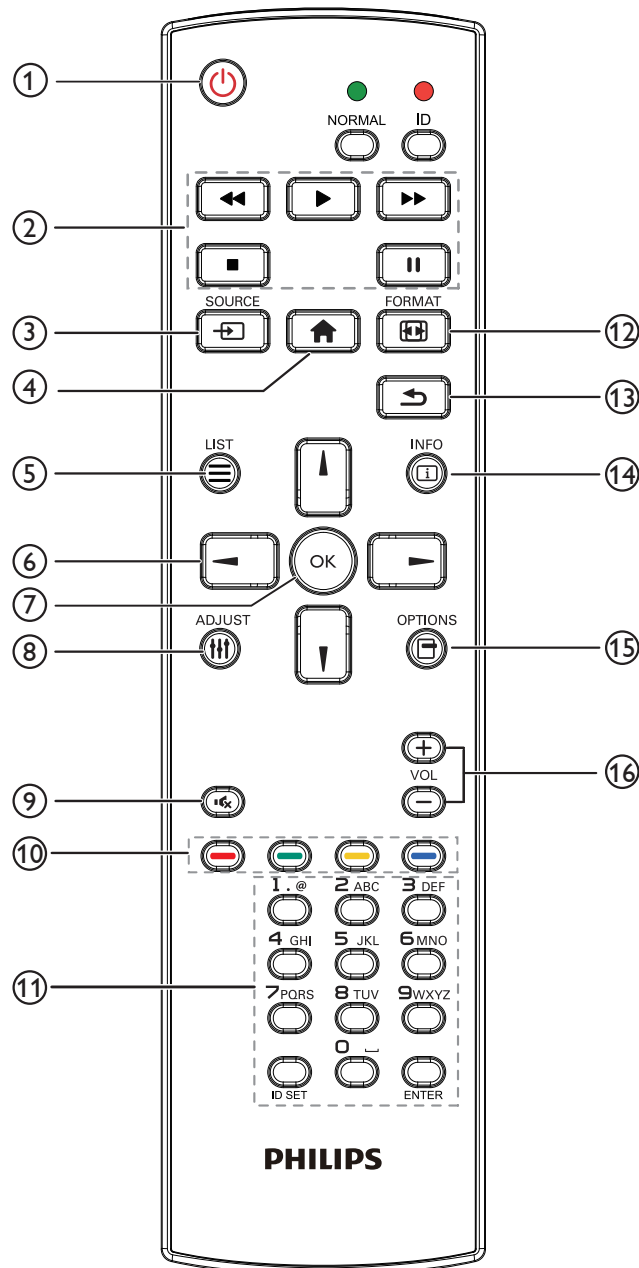 ①
NORMAL ID
②
SOURCE FORMAT
③ ⑫
④
⑬
LIST INFO
⑤ ⑭
⑥ OK
⑦
ADJUST OPTIONS
⑧ ⑮
VOL ⑯
⑨
⑩
1 . @ 2 ABC 3 DEF
4 GHI 5 JKL 6 MNO
⑪ 7 PQRS 8 TUV 9 WXYZ
0 ⎵
ID SET ENTER
PHILIPS